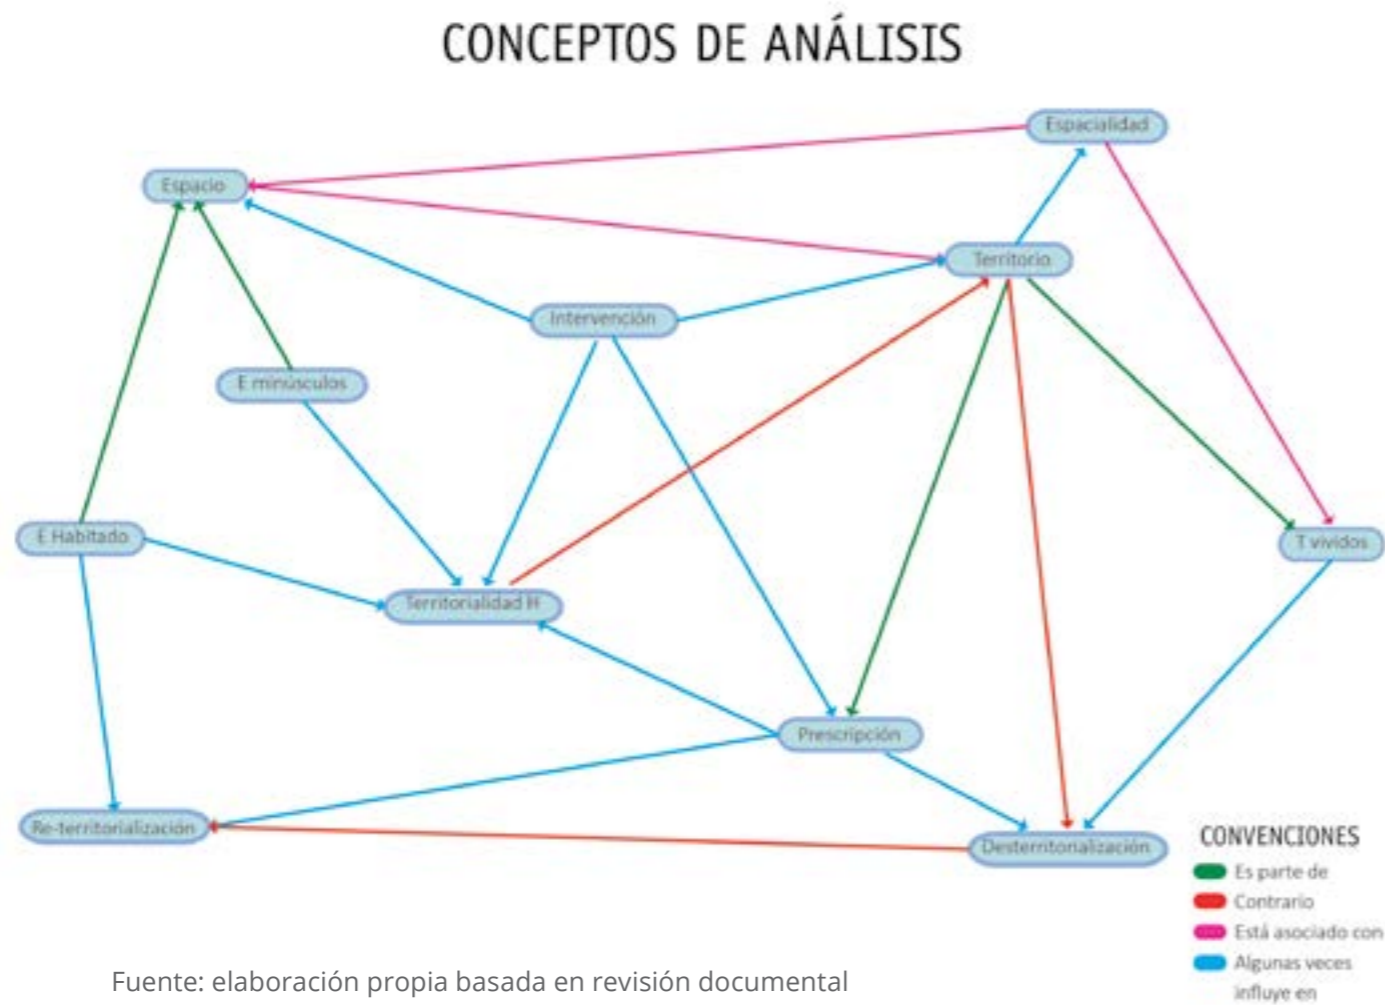 CONCEPTOS DE ANÁLISIS
Espacialidad
Espacio
Territorio
Intervención
E minúsculos
E Habitado
T vividos
Territorialidad H
Prescripción
Re-territorialización
Desterritorialización
CONVENCIONES
Es parte de
Contrario
Está asociado con
Algunas veces
influye en
Fuente: elaboración propia basada en revisión documental